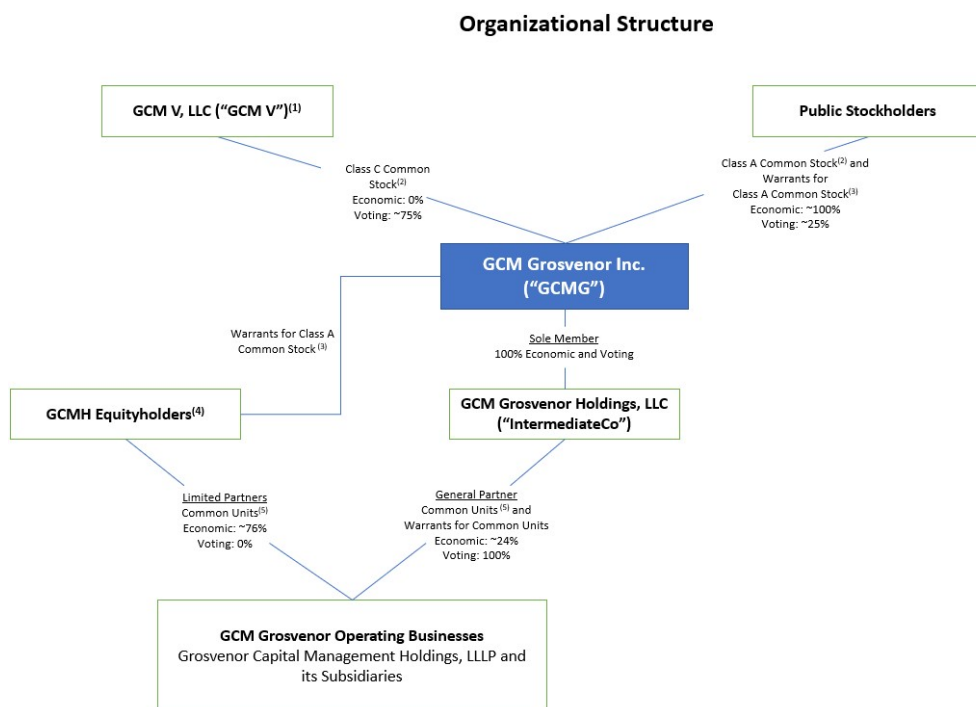 Organizational Structure
GCM V, LLC (“GCM V”)(1)
Public Stockholders
Class C Common
Stock(2)
Economic: 0%
Voting: ~75%
Class A Common Stock(2) and
Warrants for
Class A Common Stock(3)
Economic: ~100%
Voting: ~25%
GCM Grosvenor Inc.
(“GCMG”)
Warrants for Class A
Common Stock (3)
Sole Member
100% Economic and Voting
GCMH Equityholders(4)
GCM Grosvenor Holdings, LLC
(“IntermediateCo”)
Limited Partners
Common Units(5)
Economic: ~76%
Voting: 0%
General Partner
Common Units (5) and
Warrants for Common Units
Economic: ~24%
Voting: 100%
GCM Grosvenor Operating Businesses
Grosvenor Capital Management Holdings, LLLP and
its Subsidiaries